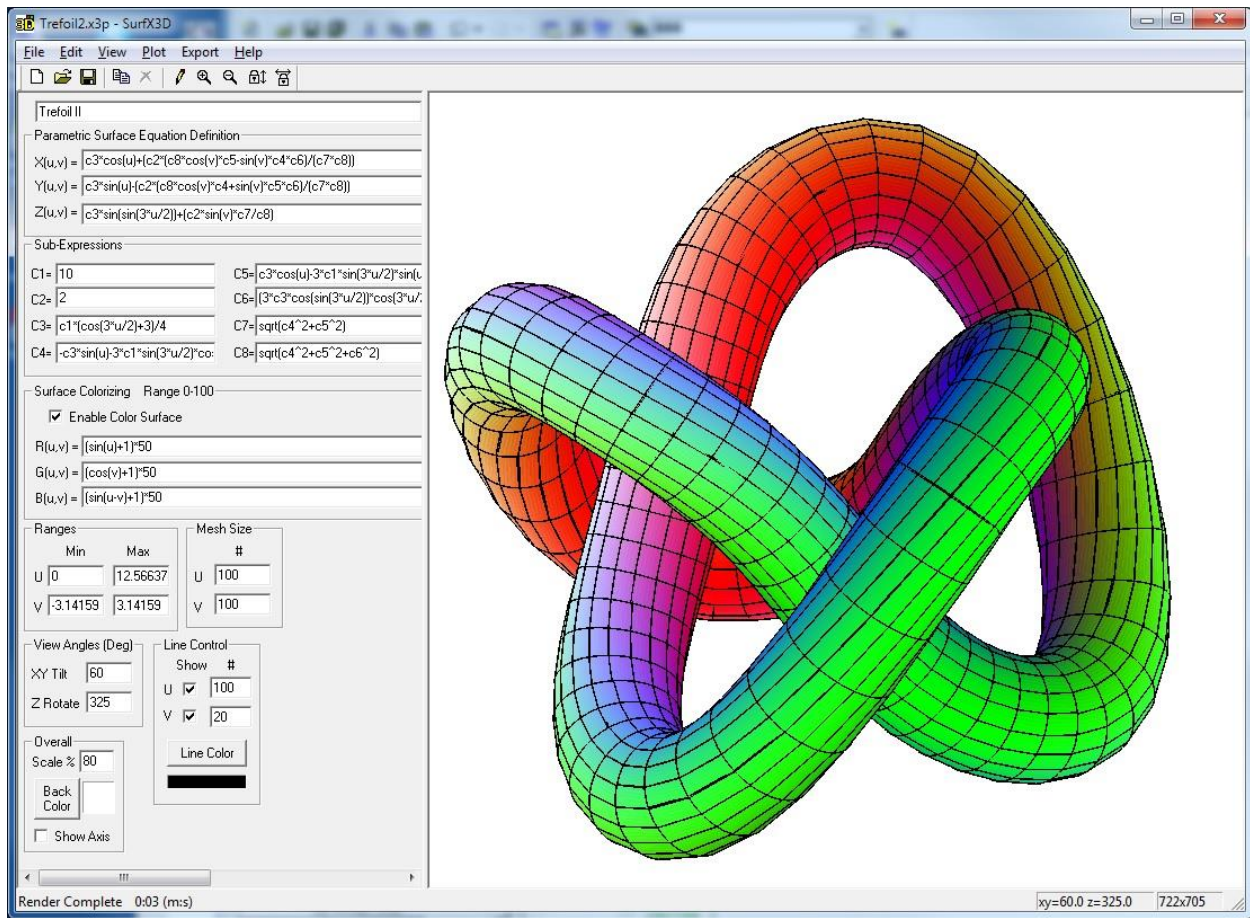 Trefoil2.x3p - SurfX3D
File Edit View Plot Export Help
Trefoil II
Parametric Surface Equation Definition
X(u,v) = c3*cos(u)+(c2*(c8*cos(v)*c5-sin(v)*c4*c6)/(c7*c8))
Y(u,v) = c3*sin(u)-(c2*(c8*cos(v)*c4+sin(v)*c5*c6)/(c7*c8))
Z(u,v) = c3*sin(sin(3*u/2))+(c2*sin(v)*c7/c8)
Sub-Expressions
C1= 10 C5= c3*cos(u)-3*c1*sin(3*u/2)*sin(u
C2= 2 C6= (3*c3*cos(sin(3*u/2))*cos(3*u/
C3= c1*(cos(3*u/2)+3)/4 C7= sqrt(c4^2+c5^2)
C4= -c3*sin(u)-3*c1*sin(3*u/2)*co C8= sqrt(c4^2+c5^2+c6^2)
Surface Colorizing Range 0-100
Enable Color Surface
R(u,v) = (sin(u)+1)*50
G(u,v) = (cos(v)+1)*50
B(u,v) = (sin(u-v)+1)*50
Ranges Mesh Size
Min Max #
U 0 12.56637 U 100
V -3.14159 3.14159 V 100
View Angles (Deg) Line Control
Show #
XY Tilt 60 U 100
Z Rotate 325 V 20
Overall
Scale % 80 Line Color
Back
Color
Show Axis
Render Complete 0:03 (m:s) xy=60.0 z=325.0 722x705